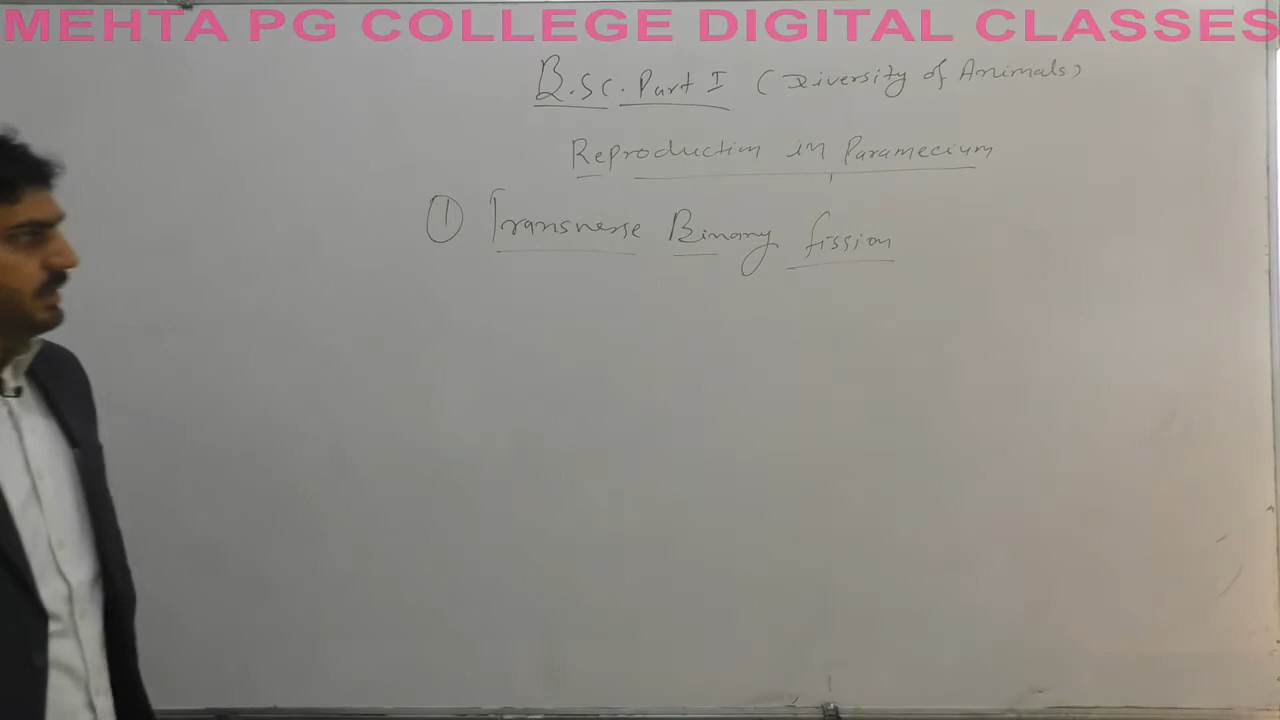 MEHTA PG COLLEGE DIGITAL CLASSES
B.Sc. Part I (Diversity of Animals)
Reproduction in Paramecium
① Transverse Binary fission